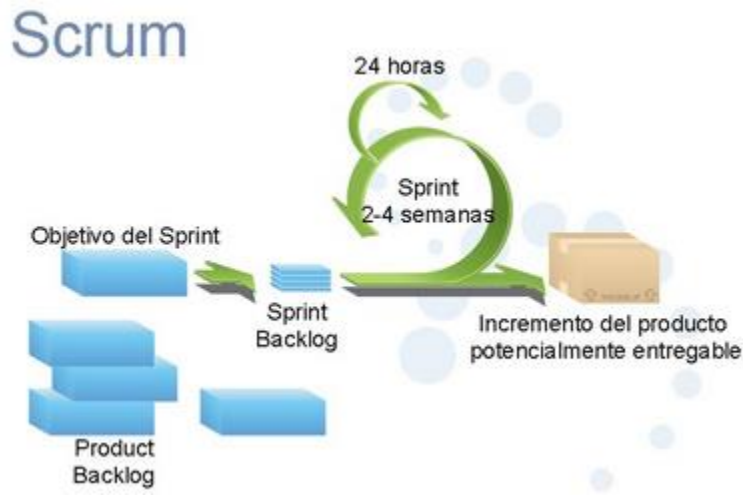 Scrum
24 horas
Sprint
2-4 semanas
Objetivo del Sprint
Sprint
Backlog
Incremento del producto
potencialmente entregable
Product
Backlog